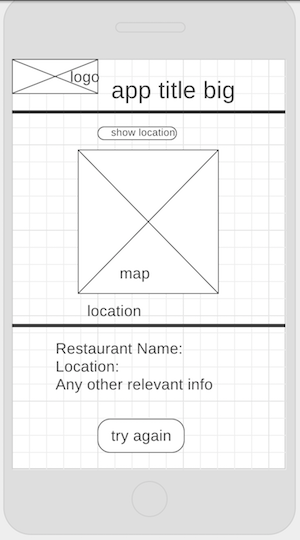 logo
app title big
show location
map
location
Restaurant Name:
Location:
Any other relevant info
try again